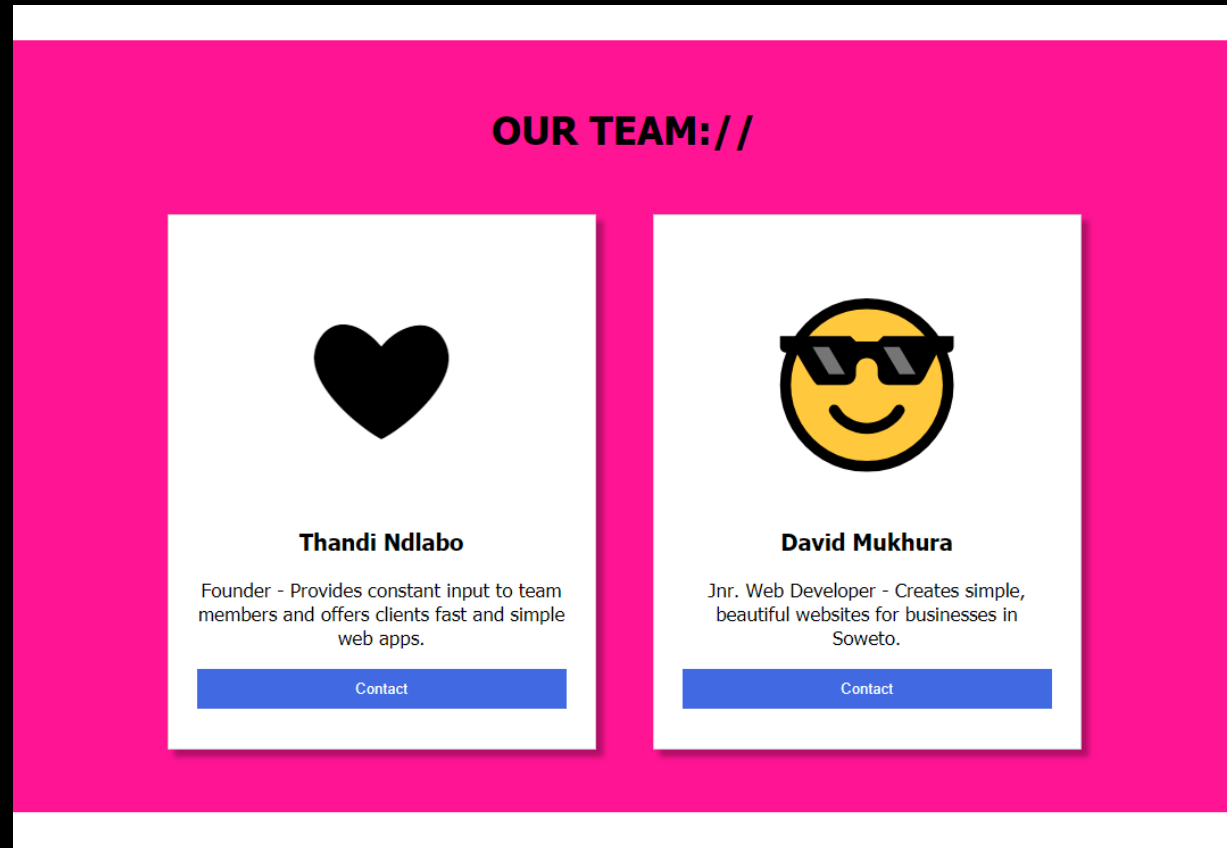 OUR TEAM://
Thandi Ndlabo
Founder - Provides constant input to team
members and offers clients fast and simple
web apps.
Contact
David Mukhura
Jnr. Web Developer - Creates simple,
beautiful websites for businesses in
Soweto.
Contact